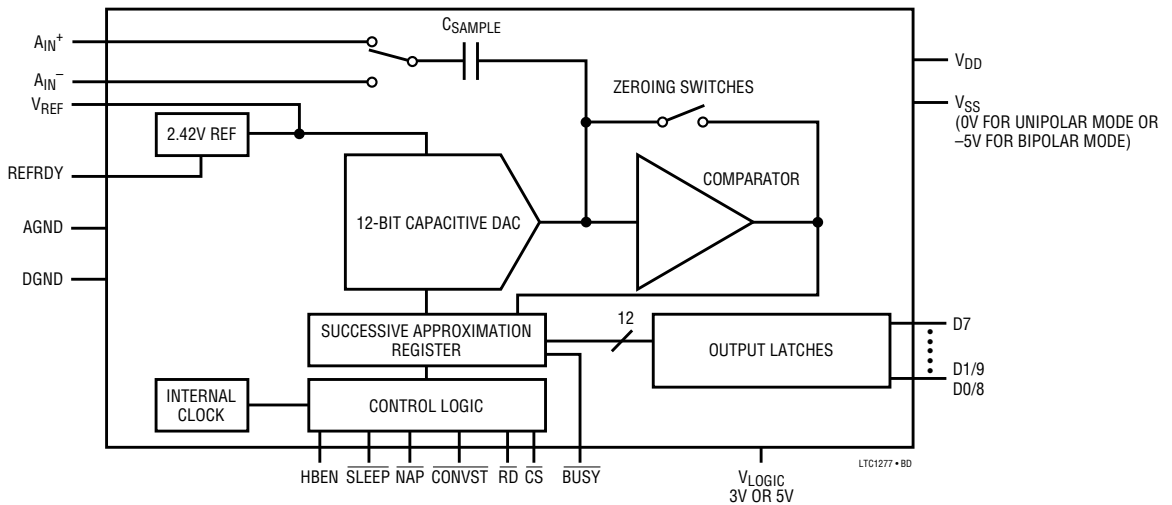 CSAMPLE
AIN+
AIN–
VREF
2.42V REF
REFRDY
AGND
DGND
ZEROING SWITCHES
VDD
VSS
(0V FOR UNIPOLAR MODE OR
–5V FOR BIPOLAR MODE)
COMPARATOR
12-BIT CAPACITIVE DAC
SUCCESSIVE APPROXIMATION
REGISTER
12
OUTPUT LATCHES
D7
D1/9
D0/8
INTERNAL
CLOCK
CONTROL LOGIC
HBEN SLEEP NAP CONVST RD CS BUSY
VLOGIC
3V OR 5V
LTC1277 • BD